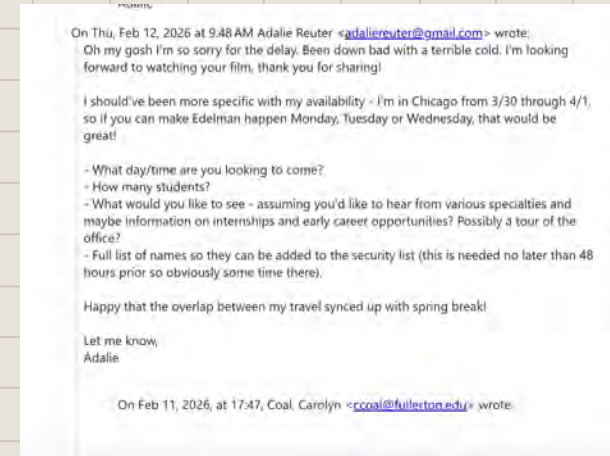 On Thu, Feb 12, 2026 at 9:48 AM Adalie Reuter <adaliereuter@gmail.com> wrote:
Oh my gosh I'm so sorry for the delay. Been down bad with a terrible cold. I'm looking
forward to watching your film, thank you for sharing!
I should've been more specific with my availability - I'm in Chicago from 3/30 through 4/1,
so if you can make Edelman happen Monday, Tuesday or Wednesday, that would be
great!
- What day/time are you looking to come?
- How many students?
- What would you like to see - assuming you'd like to hear from various specialties and
maybe information on internships and early career opportunities? Possibly a tour of the
office?
- Full list of names so they can be added to the security list (this is needed no later than 48
hours prior so obviously some time there).
Happy that the overlap between my travel synced up with spring break!
Let me know,
Adalie
On Feb 11, 2026, at 17:47, Coal, Carolyn <ccoal@fullerton.edu> wrote: